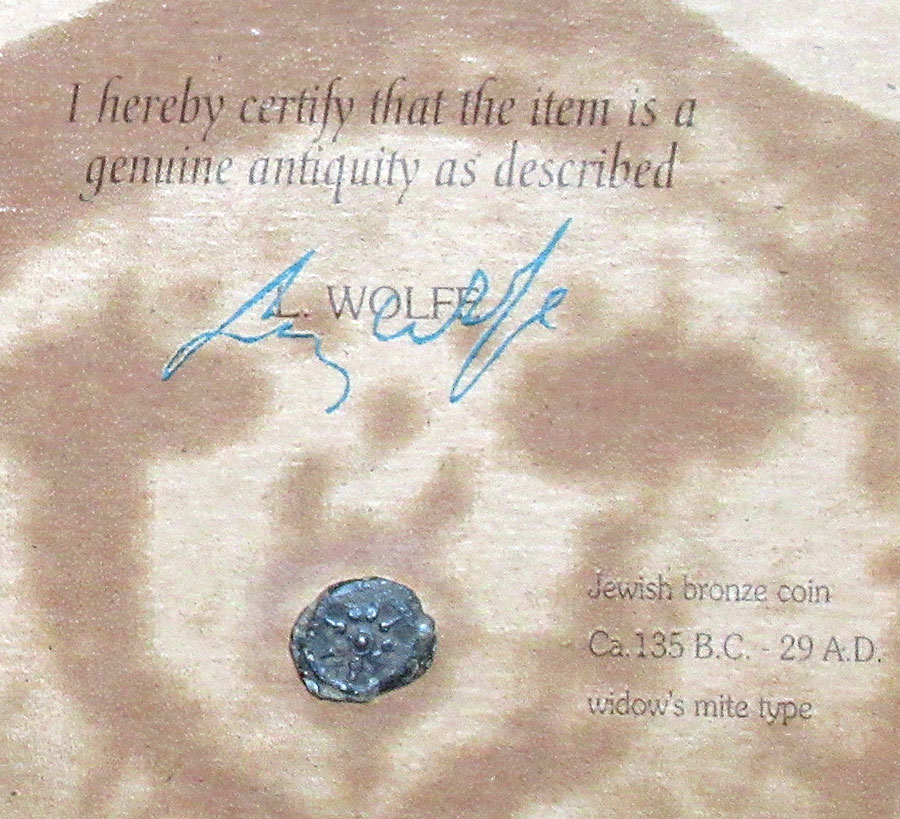 I hereby certify that the item is a
genuine antiquity as described
L. WOLFE
Jewish bronze coin
Ca. 135 B.C. - 29 A.D.
widow's mite type